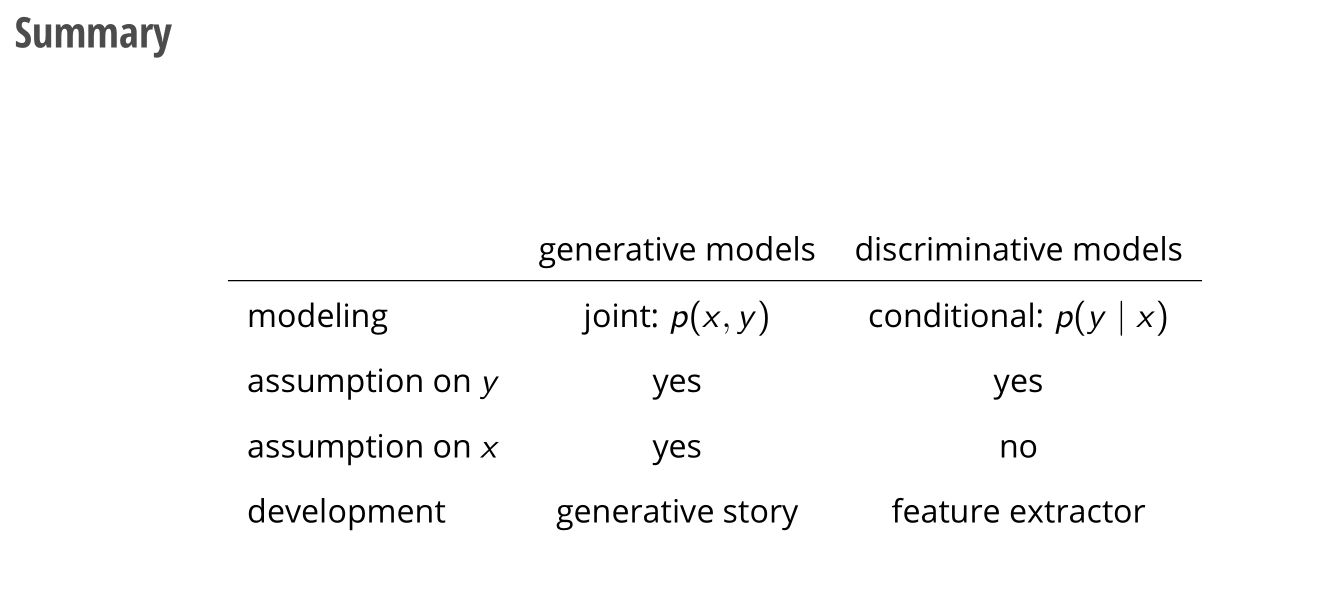 Summary
generative models discriminative models
modeling joint: p(x, y) conditional: p(y | x)
assumption on y yes yes
assumption on x yes no
development generative story feature extractor